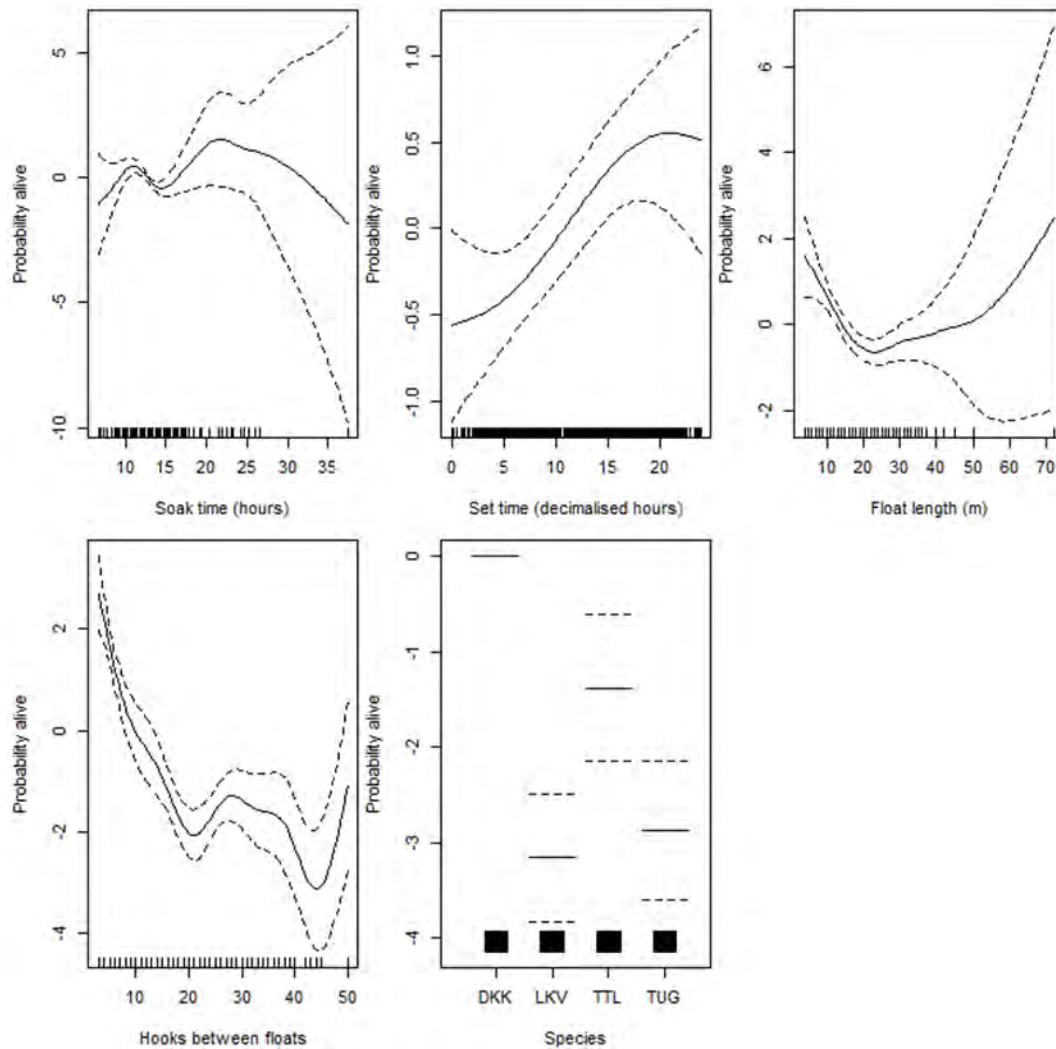 Probability alive
5
0
-5
-10
10 15 20 25 30 35
Soak time (hours)
Probability alive
1.0
0.5
0.0
-0.5
-1.0
0 5 10 15 20
Set time (decimalised hours)
Probability alive
6
4
2
0
-2
10 20 30 40 50 60 70
Float length (m)
Probability alive
2
0
-2
-4
10 20 30 40 50
Hooks between floats
Probability alive
0
-1
-2
-3
-4
DKK LKV TTL TUG
Species